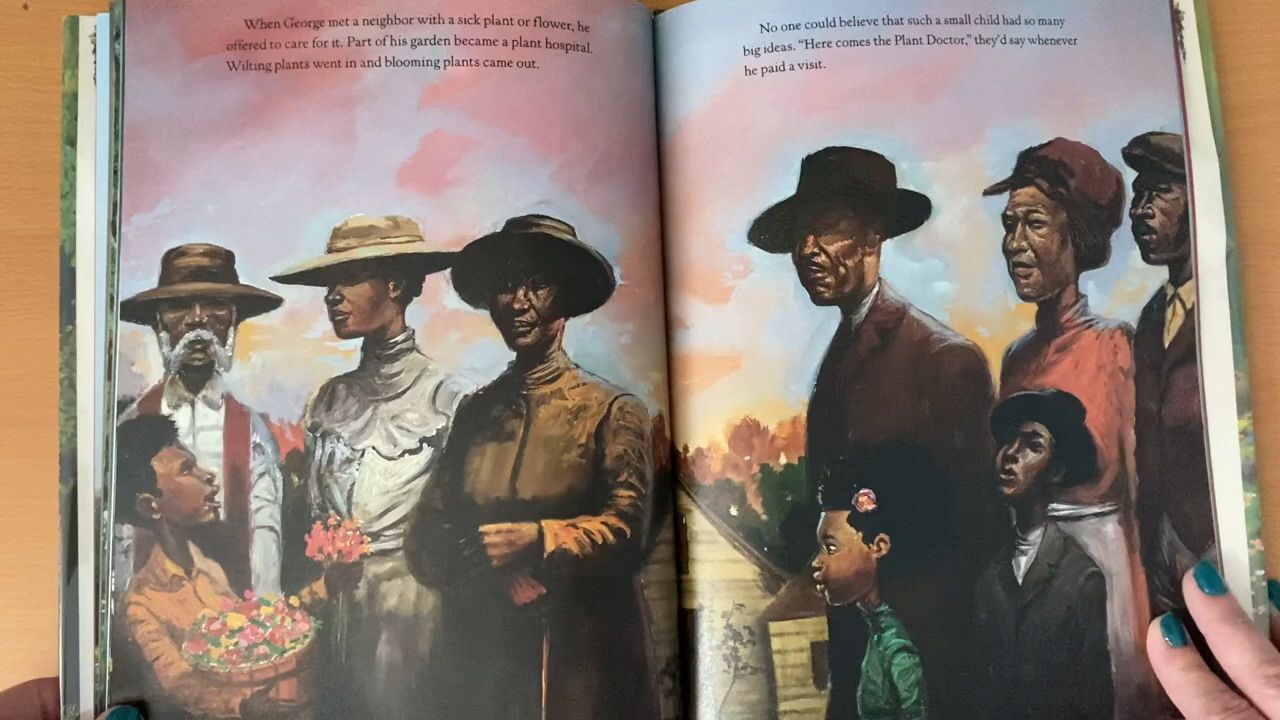 When George met a neighbor with a sick plant or flower, he
offered to care for it. Part of his garden became a plant hospital.
Wilting plants went in and blooming plants came out.
No one could believe that such a small child had so many
big ideas. “Here comes the Plant Doctor,” they’d say whenever
he paid a visit.